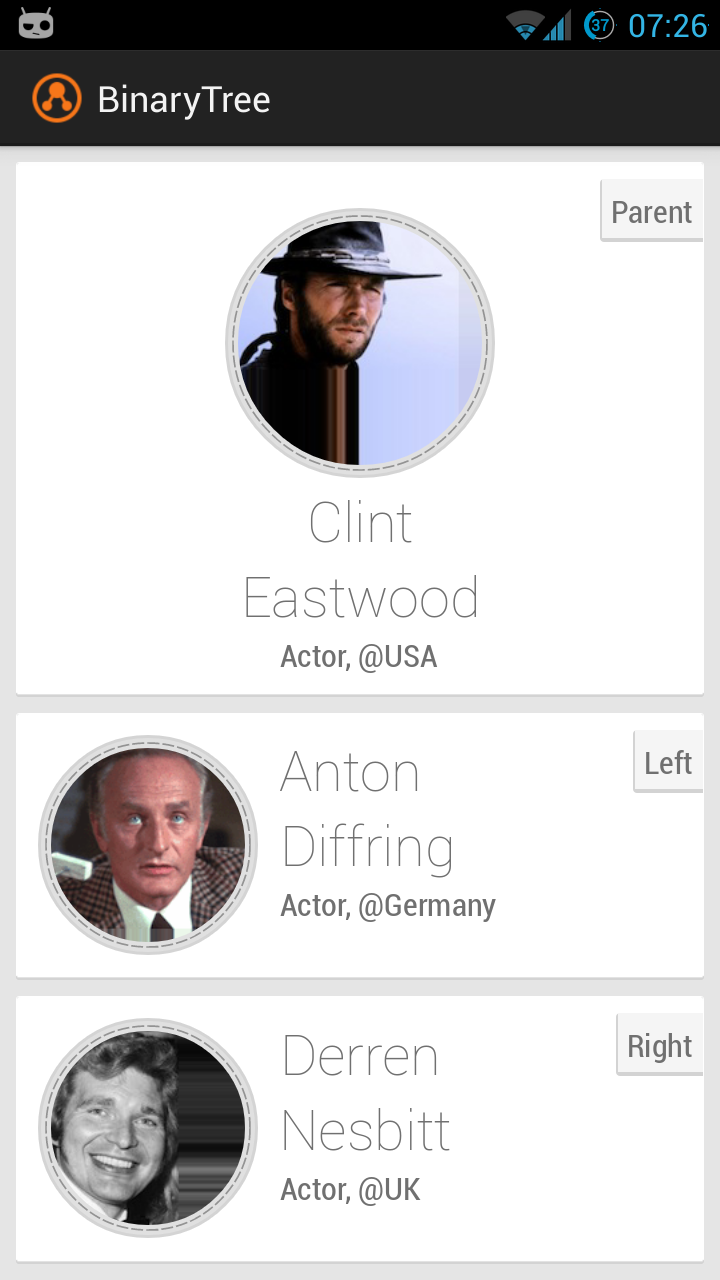 37 07:26
BinaryTree
Parent
Clint
Eastwood
Actor, @USA
Left
Anton
Diffring
Actor, @Germany
Right
Derren
Nesbitt
Actor, @UK